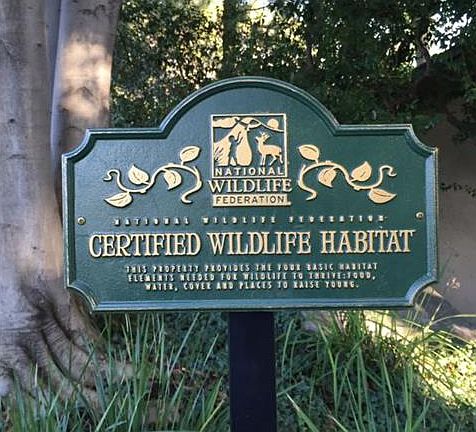 NATIONAL
WILDLIFE
FEDERATION
NATIONAL WILDLIFE FEDERATION
CERTIFIED WILDLIFE HABITAT
THIS PROPERTY PROVIDES THE FOUR BASIC HABITAT
ELEMENTS NEEDED FOR WILDLIFE TO THRIVE: FOOD,
WATER, COVER AND PLACES TO RAISE YOUNG.